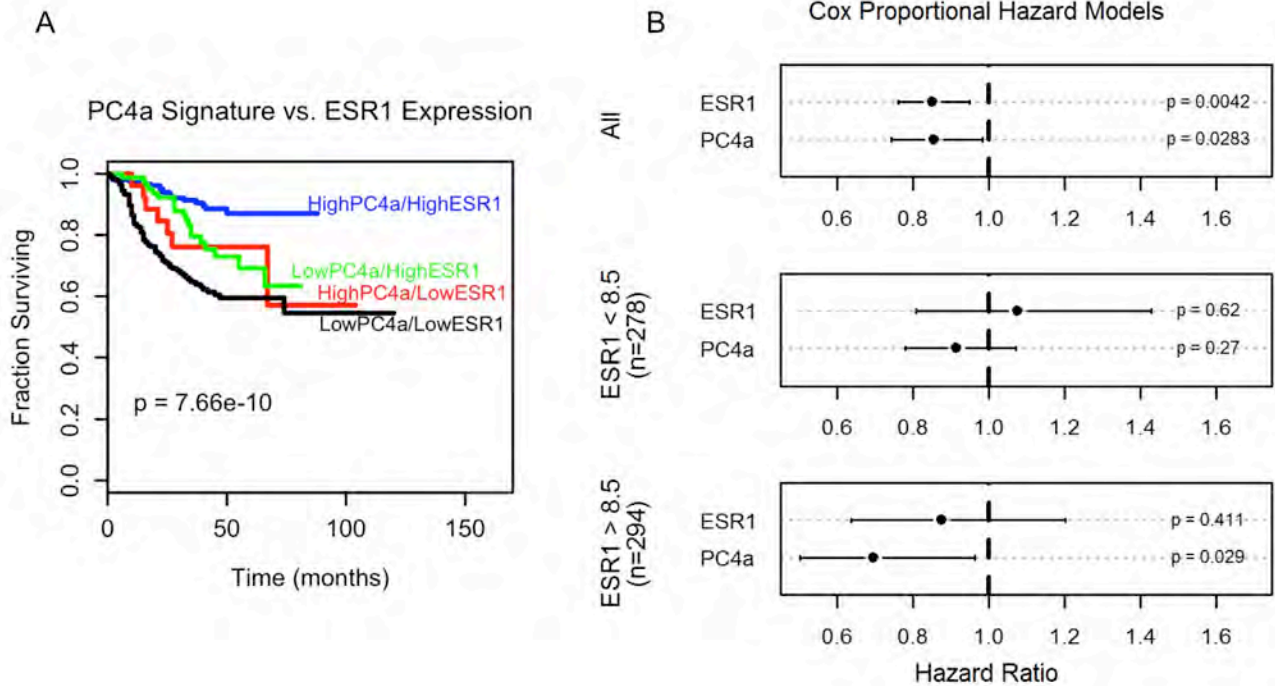 A
PC4a Signature vs. ESR1 Expression
Fraction Surviving
1.0
0.8
0.6
0.4
0.2
0.0
HighPC4a/HighESR1
LowPC4a/HighESR1
HighPC4a/LowESR1
LowPC4a/LowESR1
p = 7.66e-10
0 50 100 150
Time (months)
B
Cox Proportional Hazard Models
All
ESR1 p = 0.0042
PC4a p = 0.0283
0.6 0.8 1.0 1.2 1.4 1.6
ESR1 < 8.5
(n=278)
ESR1 p = 0.62
PC4a p = 0.27
0.6 0.8 1.0 1.2 1.4 1.6
ESR1 > 8.5
(n=294)
ESR1 p = 0.411
PC4a p = 0.029
0.6 0.8 1.0 1.2 1.4 1.6
Hazard Ratio